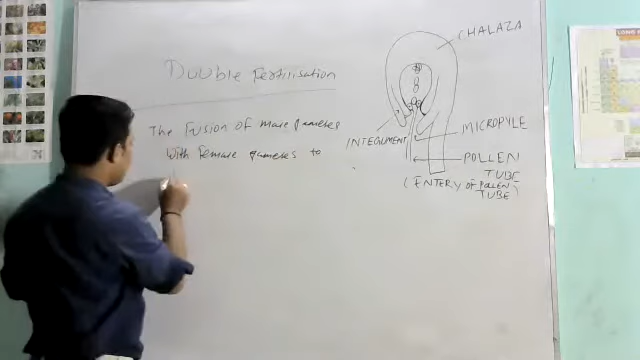 Double Fertilisation
The Fusion of male gametes
with Female gametes to
CHALAZA
INTEGUMENT
MICROPYLE
POLLEN
TUBE
(ENTERY OF POLLEN
TUBE)